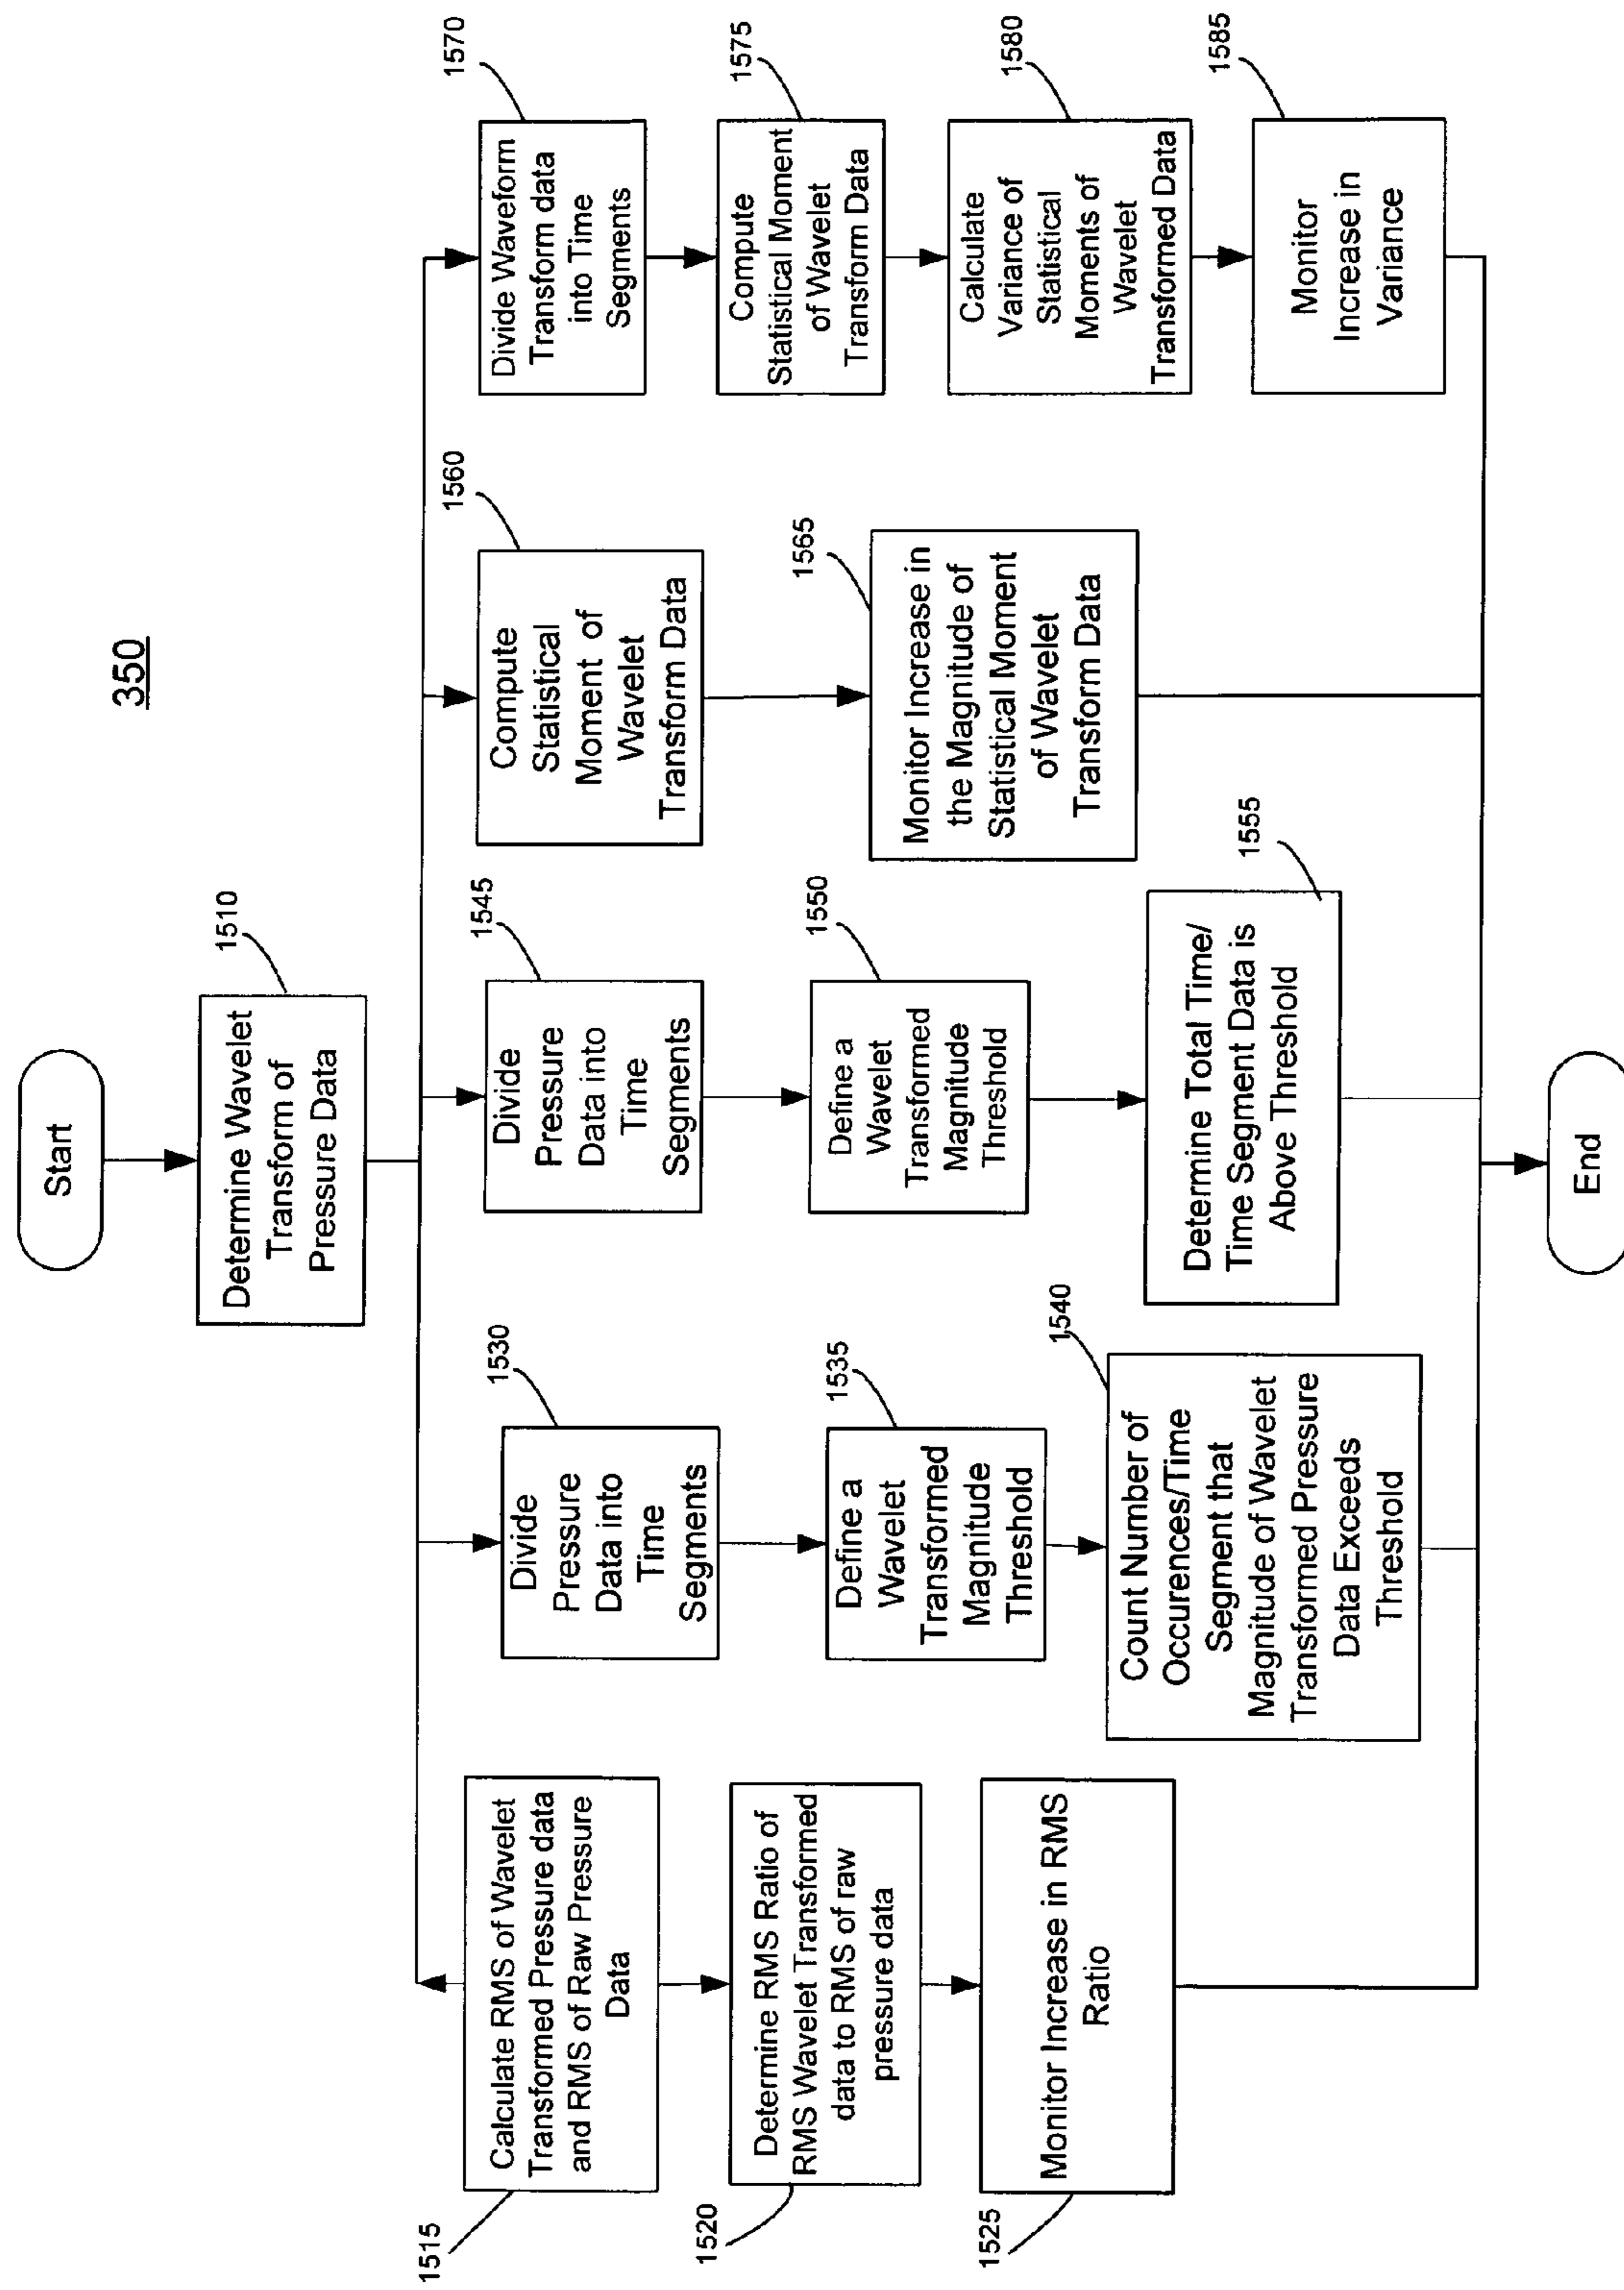 350
Start
1510
Determine Wavelet
Transform of
Pressure Data
1515
Calculate RMS of Wavelet
Transformed Pressure data
and RMS of Raw Pressure
Data
1520
Determine RMS Ratio of
RMS Wavelet Transformed
data to RMS of raw
pressure data
1525
Monitor Increase in RMS
Ratio
1530
Divide
Pressure
Data into
Time
Segments
1535
Define a
Wavelet
Transformed
Magnitude
Threshold
1540
Count Number of
Occurences/Time
Segment that
Magnitude of Wavelet
Transformed Pressure
Data Exceeds
Threshold
1545
Divide
Pressure
Data into
Time
Segments
1550
Define a
Wavelet
Transformed
Magnitude
Threshold
1555
Determine Total Time/
Time Segment Data is
Above Threshold
1560
Compute
Statistical
Moment of
Wavelet
Transform Data
1565
Monitor Increase in
the Magnitude of
Statistical Moment
of Wavelet
Transform Data
1570
Divide Waveform
Transform data
into Time
Segments
1575
Compute
Statistical Moment
of Wavelet
Transform Data
1580
Calculate
Variance of
Statistical
Moments of
Wavelet
Transformed Data
1585
Monitor
Increase in
Variance
End